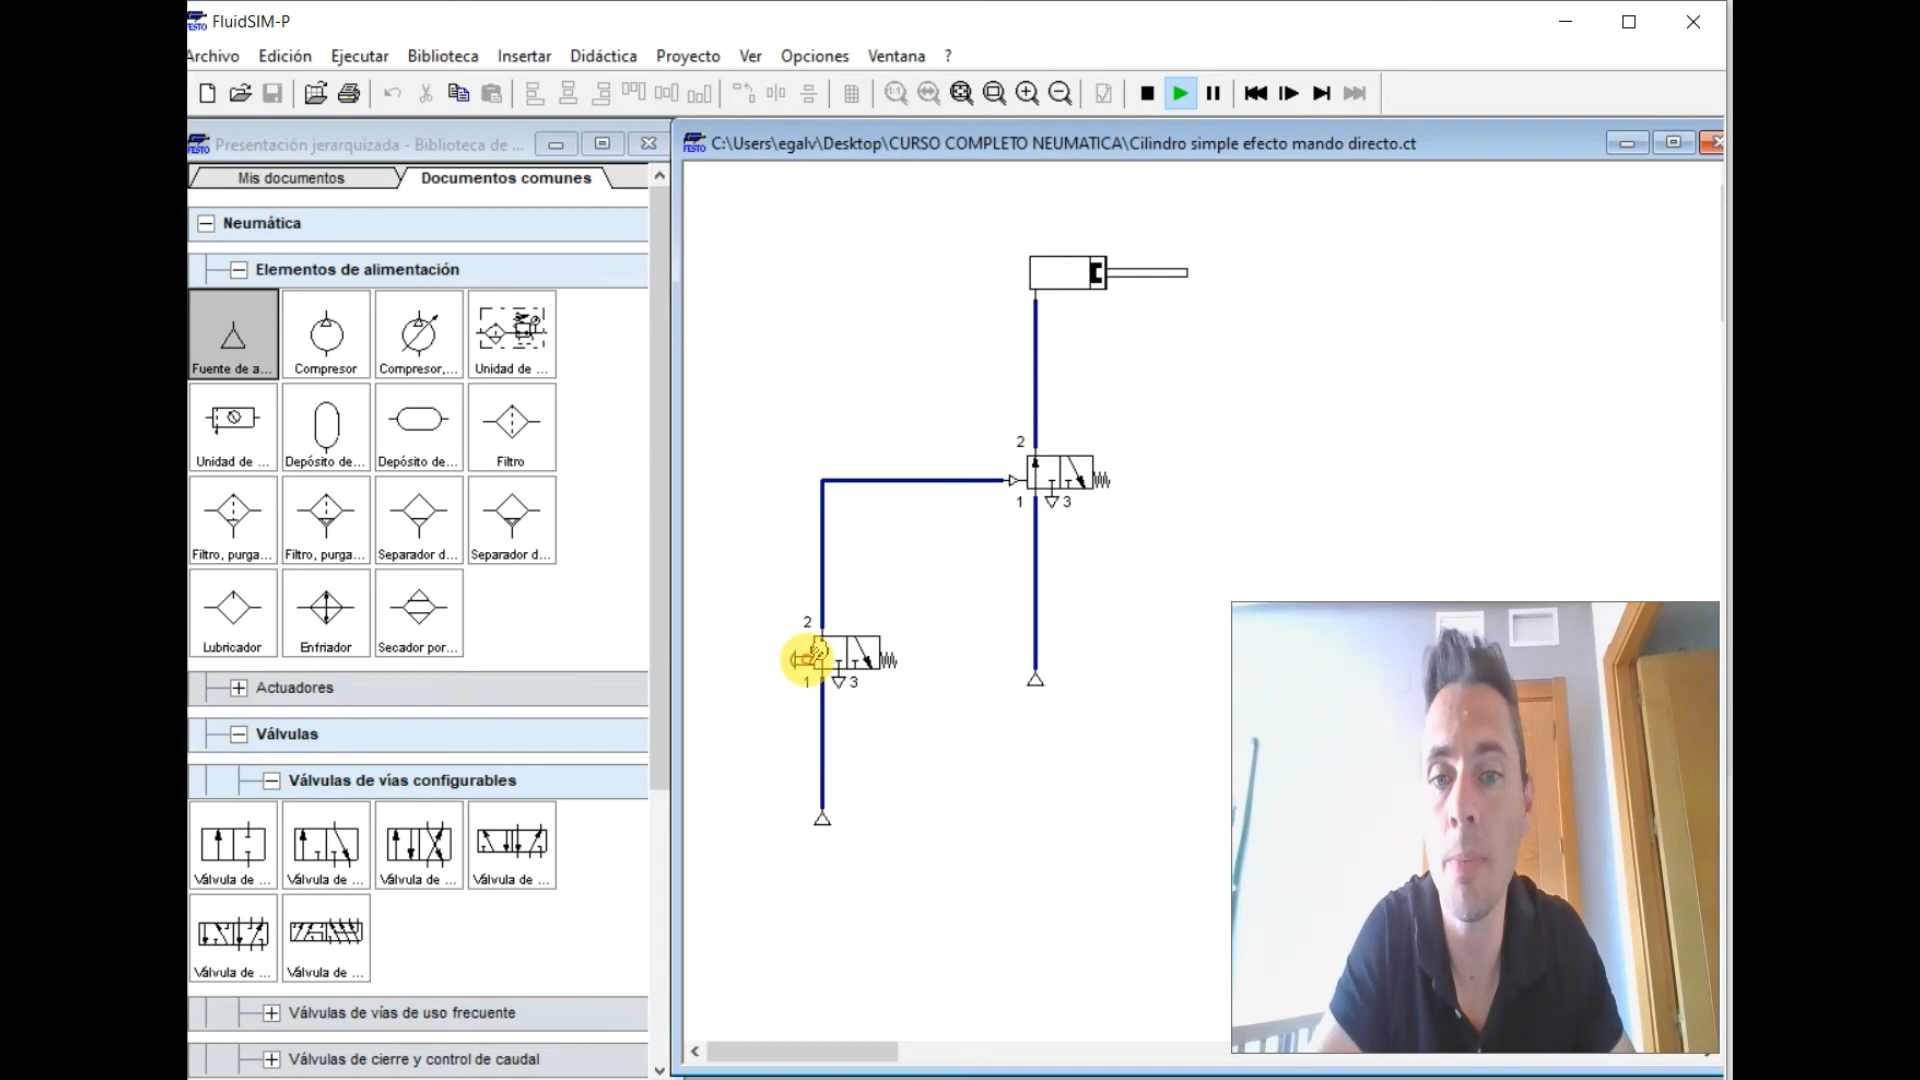 FluidSIM-P
Archivo Edición Ejecutar Biblioteca Insertar Didáctica Proyecto Ver Opciones Ventana ?
FESTO Presentación jerarquizada - Biblioteca de ...
FESTO C:\Users\egalv\Desktop\CURSO COMPLETO NEUMATICA\Cilindro simple efecto mando directo.ct
Mis documentos Documentos comunes
Neumática
Elementos de alimentación
Fuente de a... Compresor Compresor,... Unidad de ...
Unidad de ... Depósito de... Depósito de... Filtro
Filtro, purga... Filtro, purga... Separador d... Separador d...
Lubricador Enfriador Secador por...
Actuadores
Válvulas
Válvulas de vías configurables
Válvula de ... Válvula de ... Válvula de ... Válvula de ...
Válvula de ... Válvula de ...
Válvulas de vías de uso frecuente
Válvulas de cierre y control de caudal
2
1 3
2
1 3